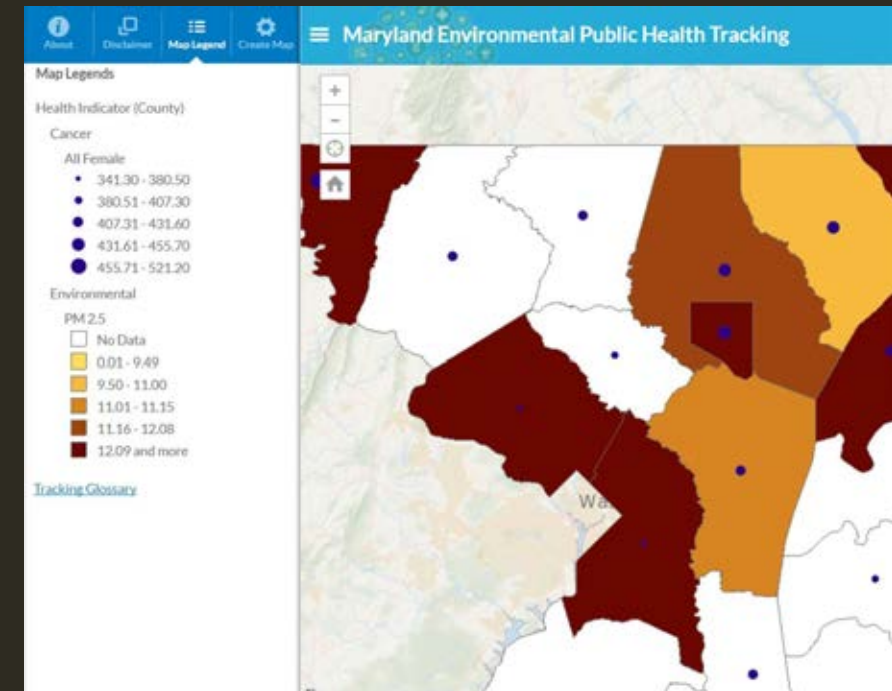 About
Disclaimer
Map Legend
Create Map
Maryland Environmental Public Health Tracking
Map Legends
Health Indicator (County)
Cancer
All Female
341.30 - 380.50
380.51 - 407.30
407.31 - 431.60
431.61 - 455.70
455.71 - 521.20
Environmental
PM 2.5
No Data
0.01 - 9.49
9.50 - 11.00
11.01 - 11.15
11.16 - 12.08
12.09 and more
Tracking Glossary
+
−